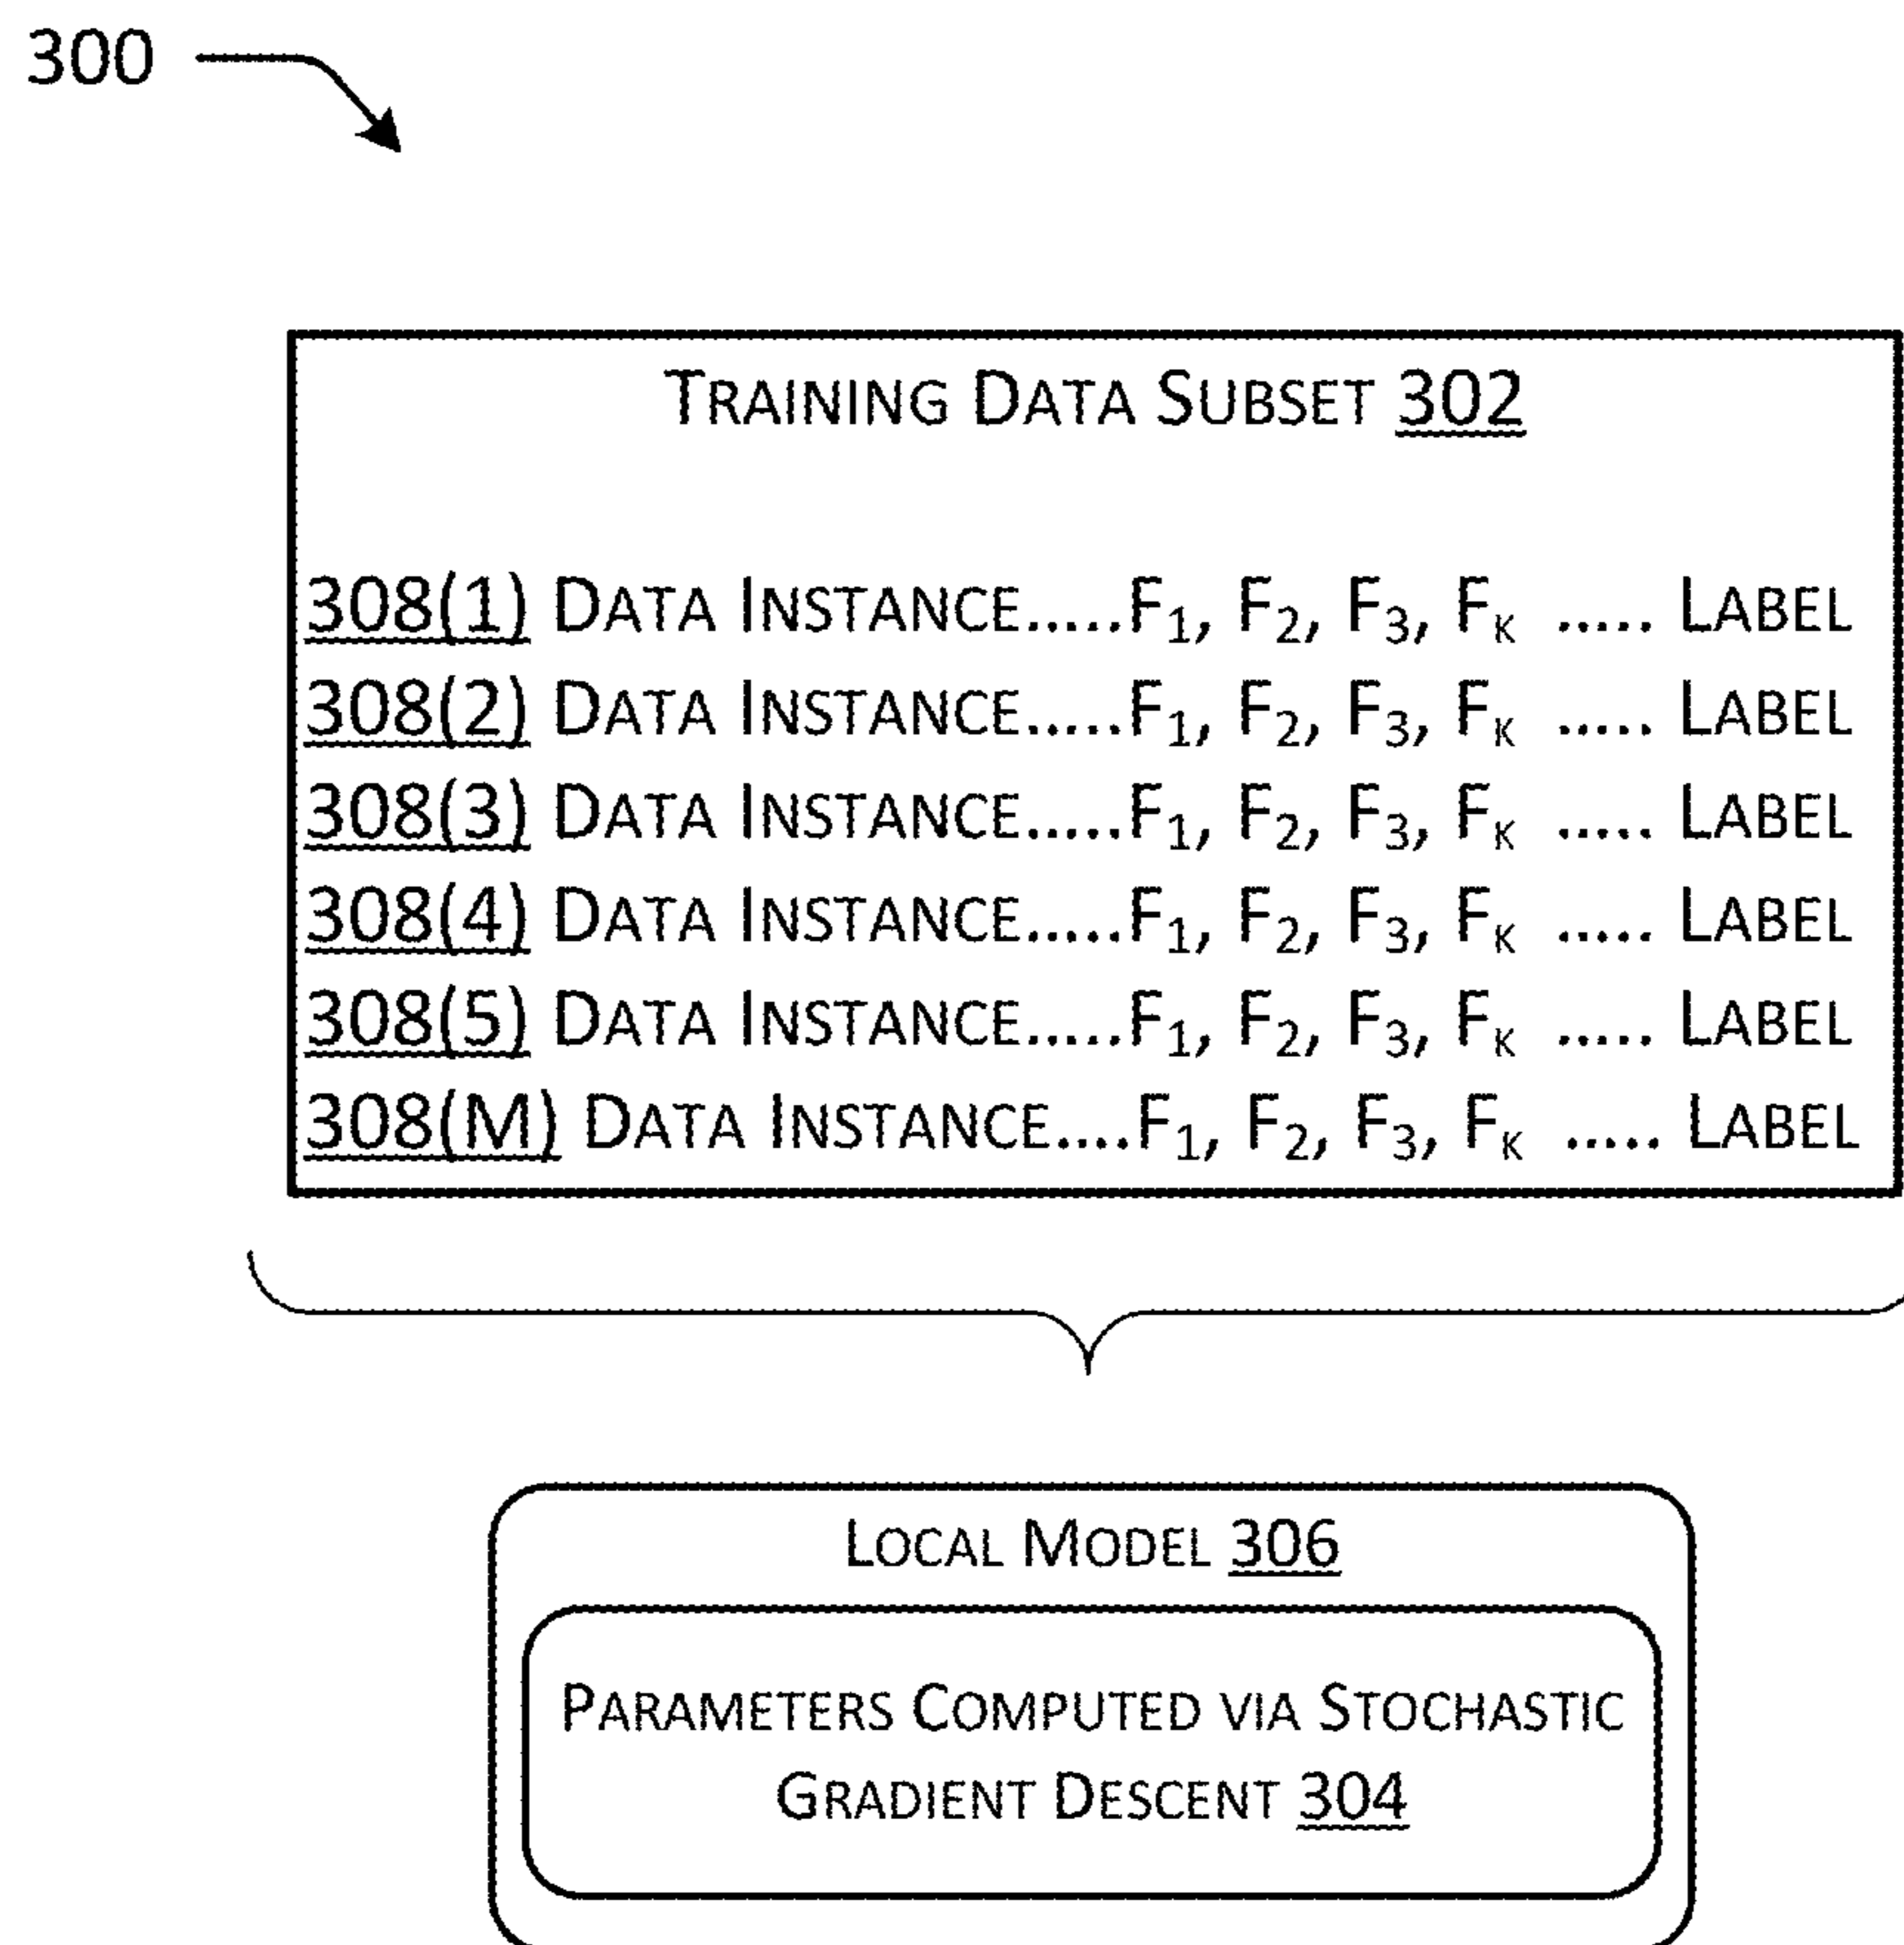 300
TRAINING DATA SUBSET 302
308(1) DATA INSTANCE.....F₁, F₂, F₃, Fₖ ..... LABEL
308(2) DATA INSTANCE.....F₁, F₂, F₃, Fₖ ..... LABEL
308(3) DATA INSTANCE.....F₁, F₂, F₃, Fₖ ..... LABEL
308(4) DATA INSTANCE.....F₁, F₂, F₃, Fₖ ..... LABEL
308(5) DATA INSTANCE.....F₁, F₂, F₃, Fₖ ..... LABEL
308(M) DATA INSTANCE....F₁, F₂, F₃, Fₖ ..... LABEL
LOCAL MODEL 306
PARAMETERS COMPUTED VIA STOCHASTIC
GRADIENT DESCENT 304